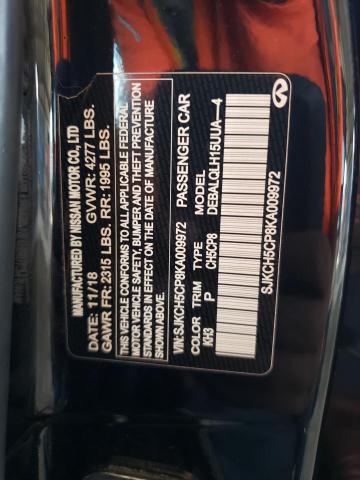 MANUFACTURED BY NISSAN MOTOR CO., LTD
DATE: 11/18 GVWR: 4277 LBS.
GAWR FR: 2315 LBS. RR: 1995 LBS.
THIS VEHICLE CONFORMS TO ALL APPLICABLE FEDERAL
MOTOR VEHICLE SAFETY, BUMPER AND THEFT PREVENTION
STANDARDS IN EFFECT ON THE DATE OF MANUFACTURE
SHOWN ABOVE.
VIN:SJKCH5CP8KA009972 PASSENGER CAR
COLOR TRIM TYPE MODEL
KH3 P CH5CP8 DEBALQLH15UUA-4
SJKCH5CP8KA009972